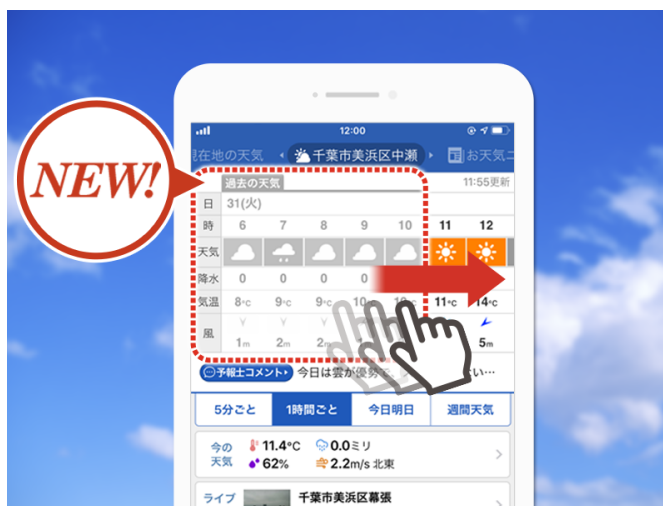 NEW!
12:00
現在地の天気 千葉市美浜区中瀬 お天気ニ
過去の天気 11:55更新
日 31(火)
時 6 7 8 9 10 11 12
天気
降水 0 0 0 0
気温 8℃ 9℃ 9℃ 10℃ 10℃ 11℃ 14℃
風 1m 2m 2m 5m
予報士コメント 今日は雲が優勢で、 い…
5分ごと 1時間ごと 今日明日 週間天気
今の天気 11.4℃ 0.0ミリ
62% 2.2m/s 北東
ライブ 千葉市美浜区幕張